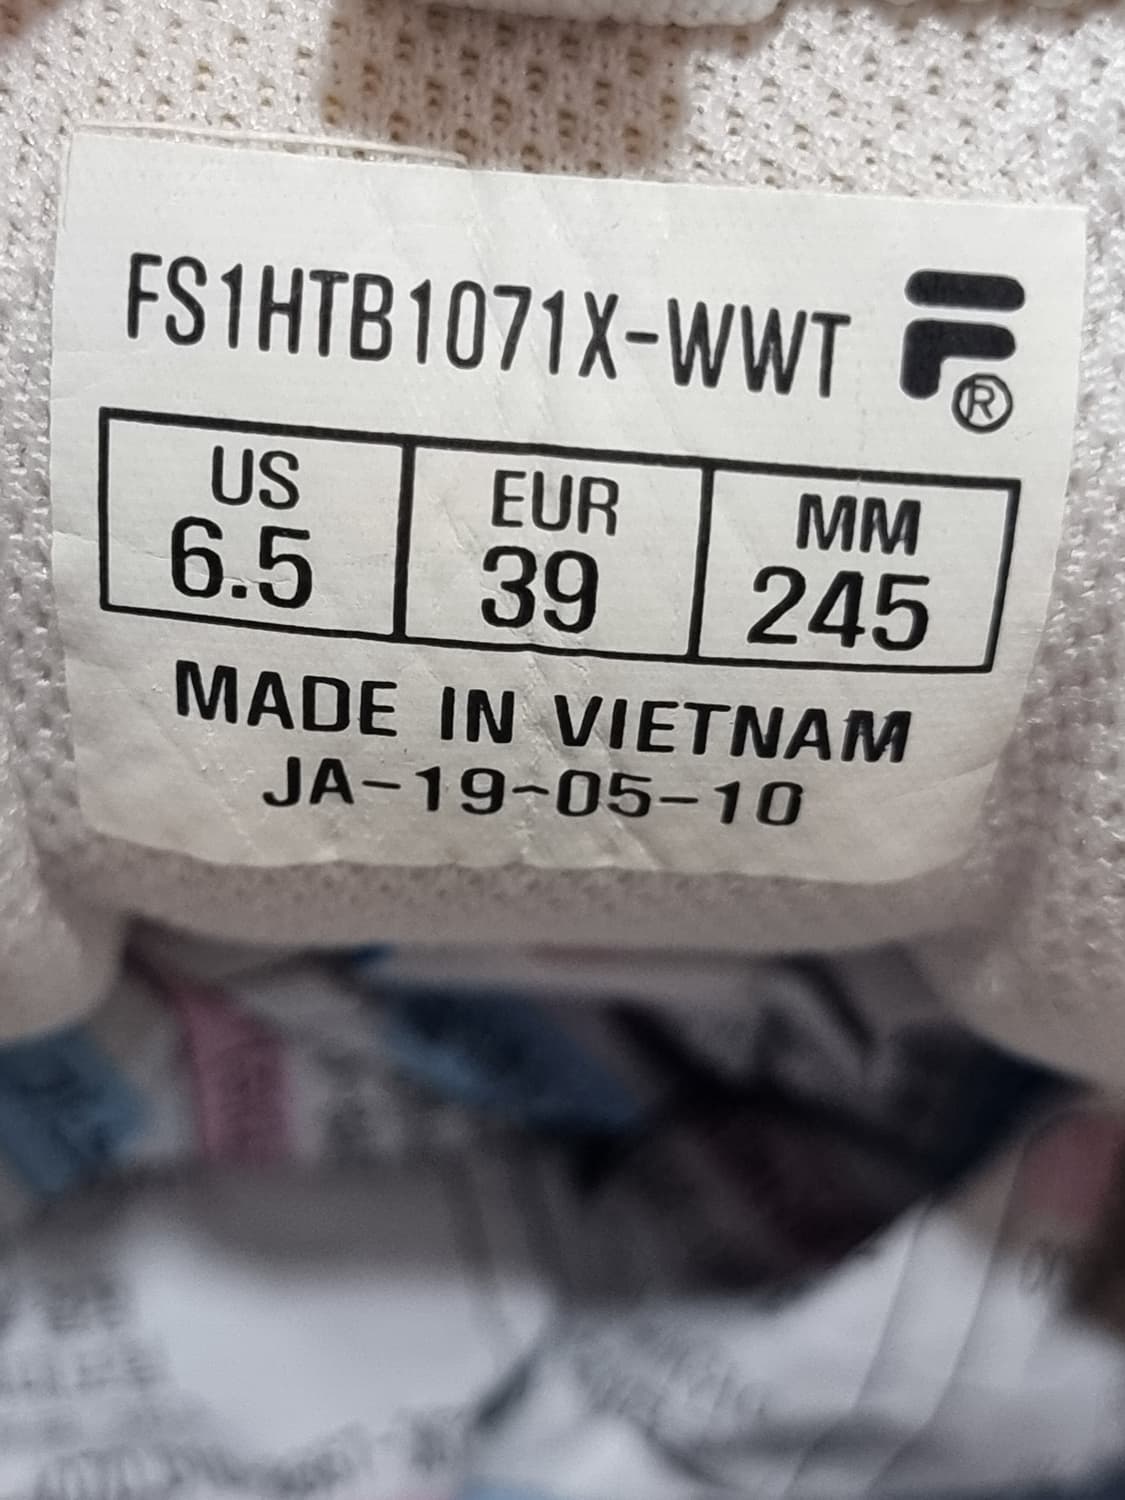 FS1HTB1071X-WWT
®
US EUR MM
6.5 39 245
MADE IN VIETNAM
JA-19-05-10